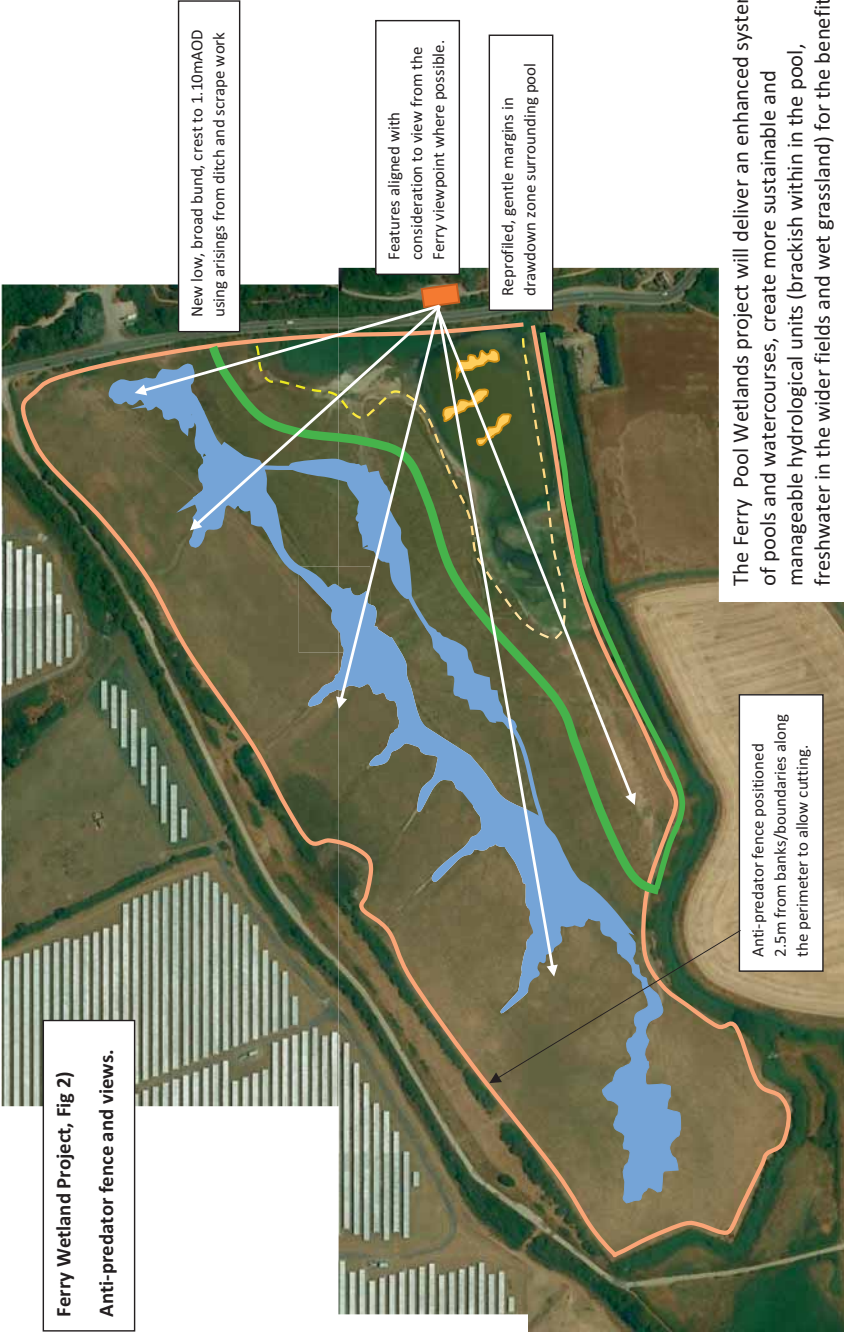 Ferry Wetland Project, Fig 2)
Anti-predator fence and views.
New low, broad bund, crest to 1.10mAOD
using arisings from ditch and scrape work
Features aligned with
consideration to view from the
Ferry viewpoint where possible.
Reprofiled, gentle margins in
drawdown zone surrounding pool
Anti-predator fence positioned
2.5m from banks/boundaries along
the perimeter to allow cutting.
The Ferry Pool Wetlands project will deliver an enhanced syster
of pools and watercourses, create more sustainable and
manageable hydrological units (brackish within in the pool,
freshwater in the wider fields and wet grassland) for the benefit